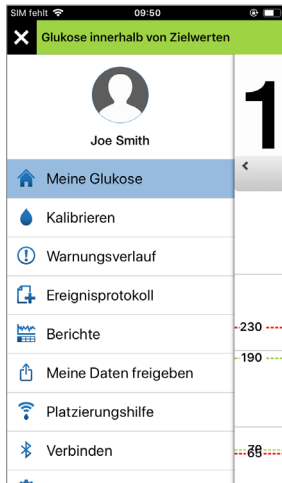 SIM fehlt 09:50
Glukose innerhalb von Zielwerten
1
Joe Smith
Meine Glukose
Kalibrieren
Warnungsverlauf
Ereignisprotokoll
230
Berichte
190
Meine Daten freigeben
Platzierungshilfe
Verbinden
70
65